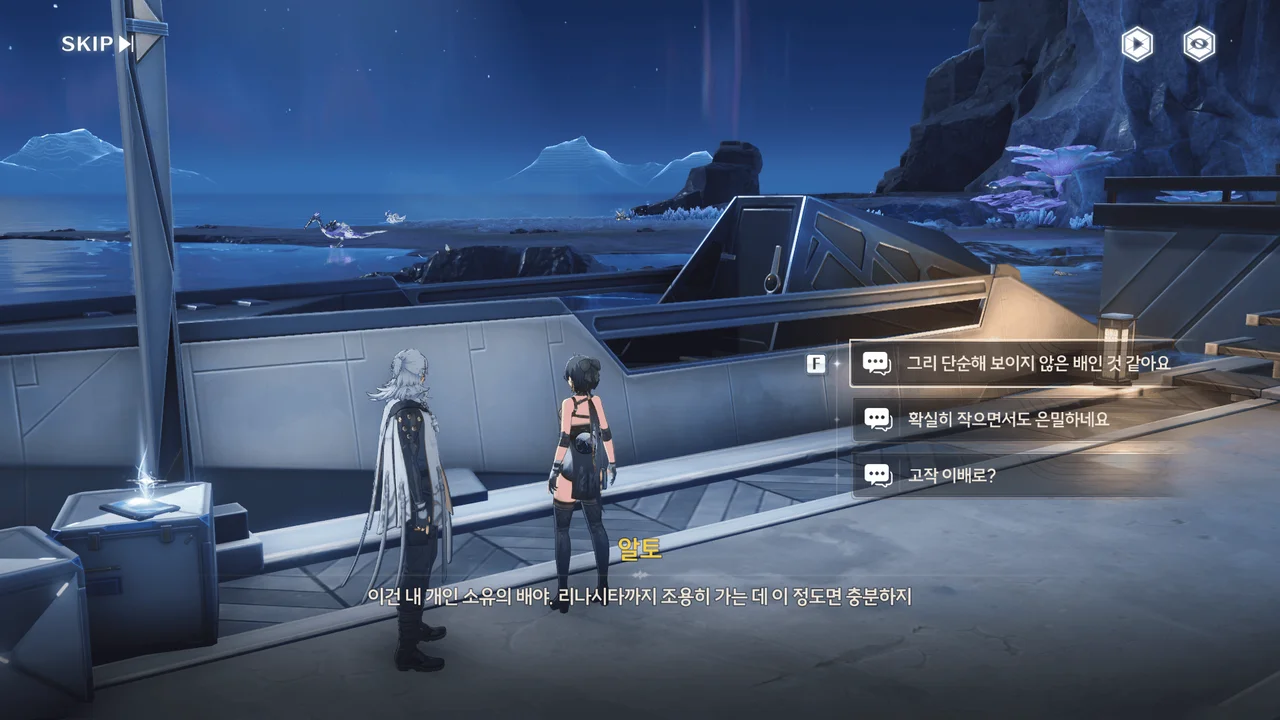 SKIP
F
그리 단순해 보이지 않은 배인 것 같아요
확실히 작으면서도 은밀하네요
고작 이배로?
알토
이건 내 개인 소유의 배야. 리나시타까지 조용히 가는 데 이 정도면 충분하지